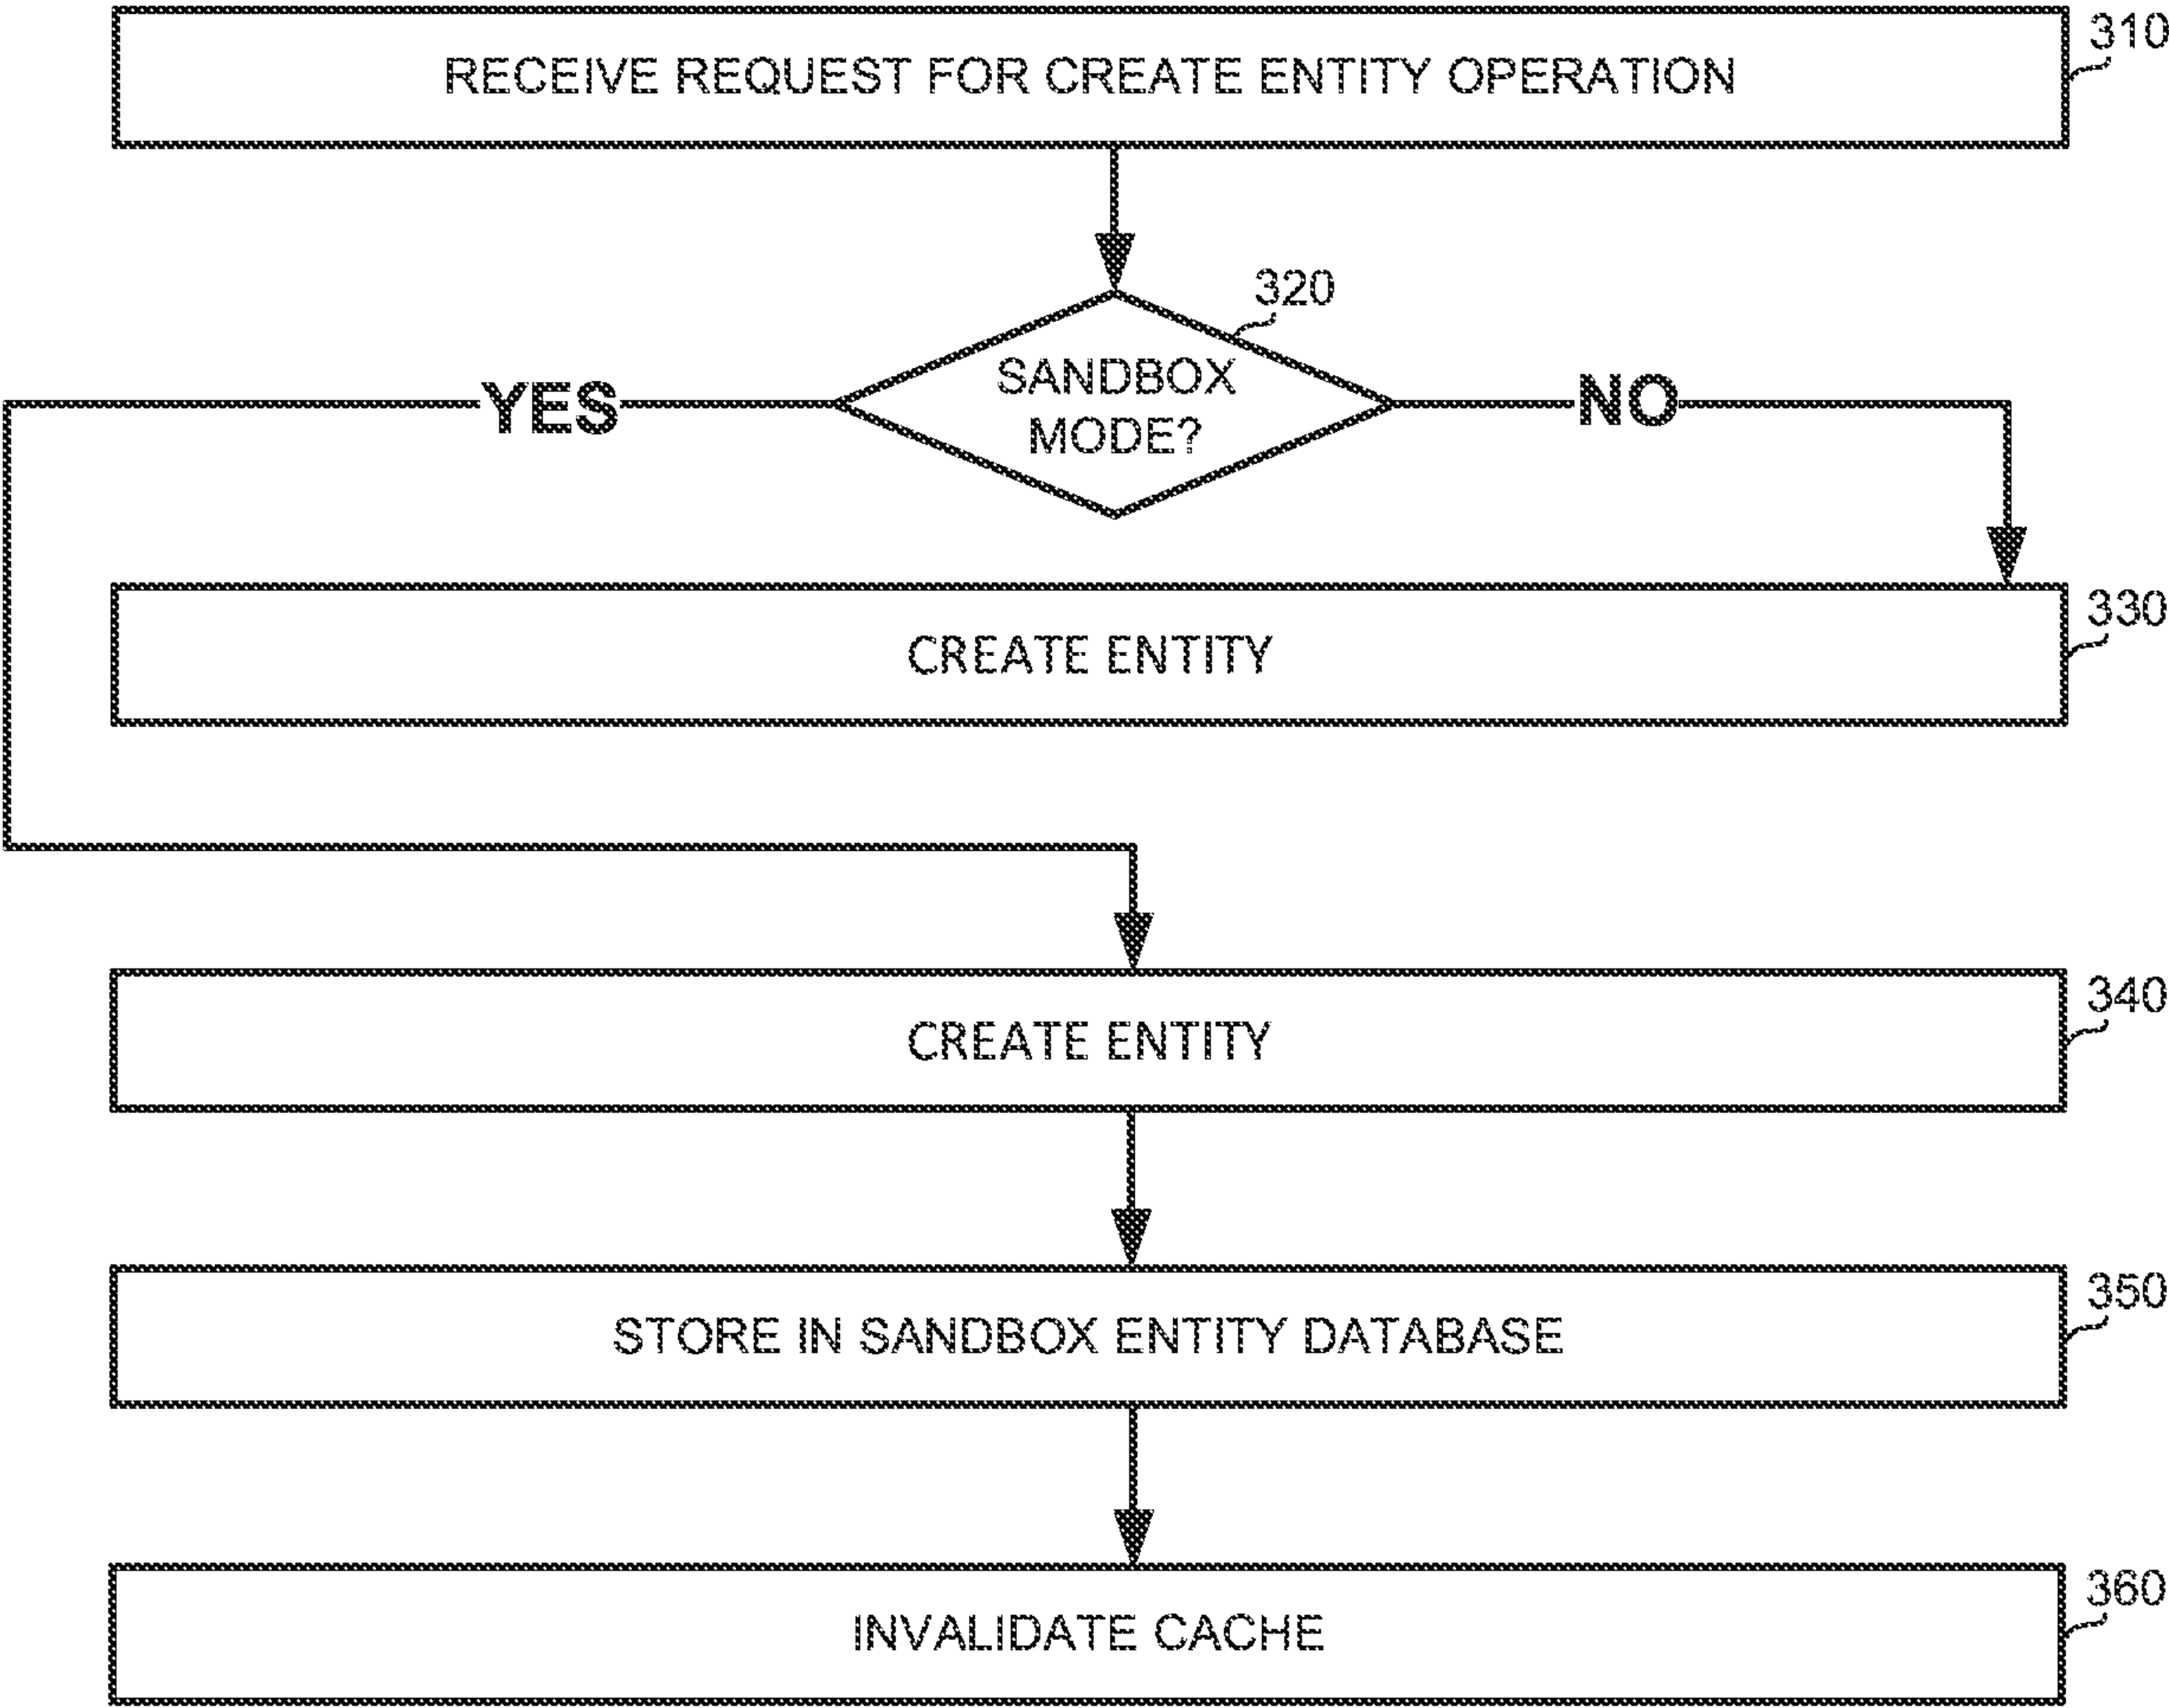 310
RECEIVE REQUEST FOR CREATE ENTITY OPERATION
320
SANDBOX
MODE?
YES
NO
330
CREATE ENTITY
340
CREATE ENTITY
350
STORE IN SANDBOX ENTITY DATABASE
360
INVALIDATE CACHE